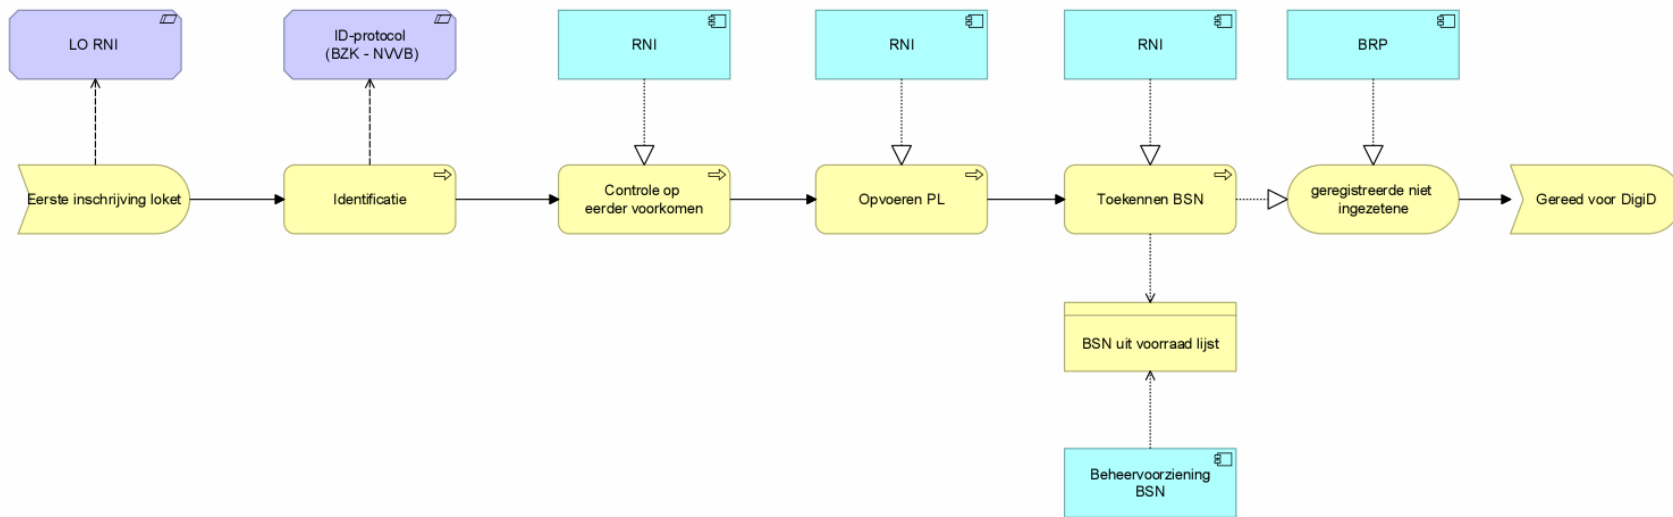 LO RNI
ID-protocol
(BZK - NVVB)
RNI
RNI
RNI
BRP
Eerste inschrijving loket
Identificatie
Controle op
eerder voorkomen
Opvoeren PL
Toekennen BSN
geregistreerde niet
ingezetene
Gereed voor DigiD
BSN uit voorraad lijst
Beheervoorziening
BSN